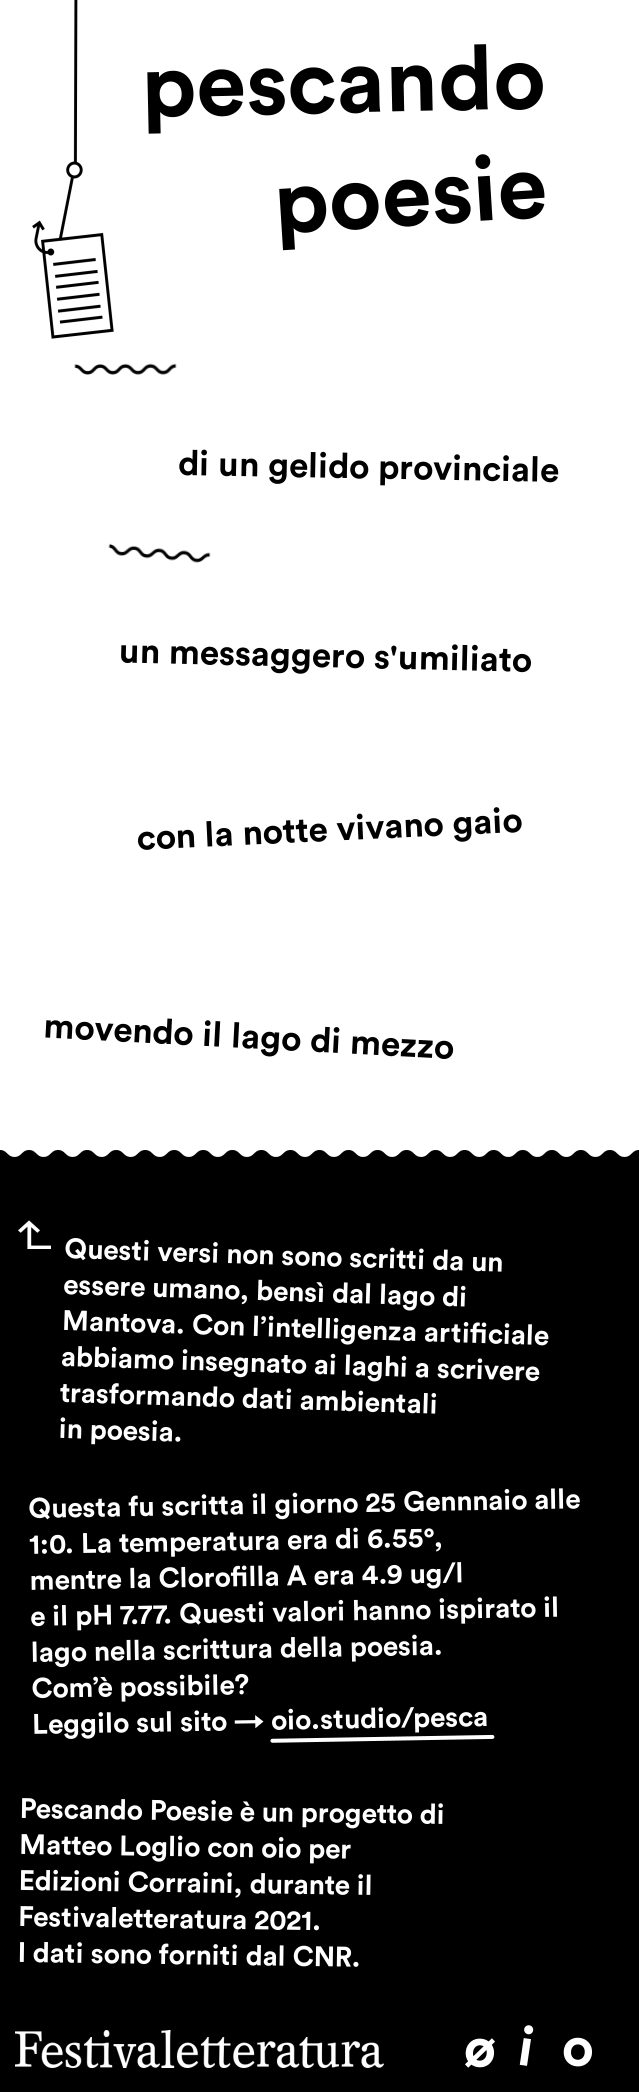 pescando
poesie
di un gelido provinciale
un messaggero s'umiliato
con la notte vivano gaio
movendo il lago di mezzo
Questi versi non sono scritti da un
essere umano, bensì dal lago di
Mantova. Con l’intelligenza artificiale
abbiamo insegnato ai laghi a scrivere
trasformando dati ambientali
in poesia.
Questa fu scritta il giorno 25 Gennnaio alle
1:0. La temperatura era di 6.55°,
mentre la Clorofilla A era 4.9 ug/l
e il pH 7.77. Questi valori hanno ispirato il
lago nella scrittura della poesia.
Com’è possibile?
Leggilo sul sito → oio.studio/pesca
Pescando Poesie è un progetto di
Matteo Loglio con oio per
Edizioni Corraini, durante il
Festivaletteratura 2021.
I dati sono forniti dal CNR.
Festivaletteratura ø i o